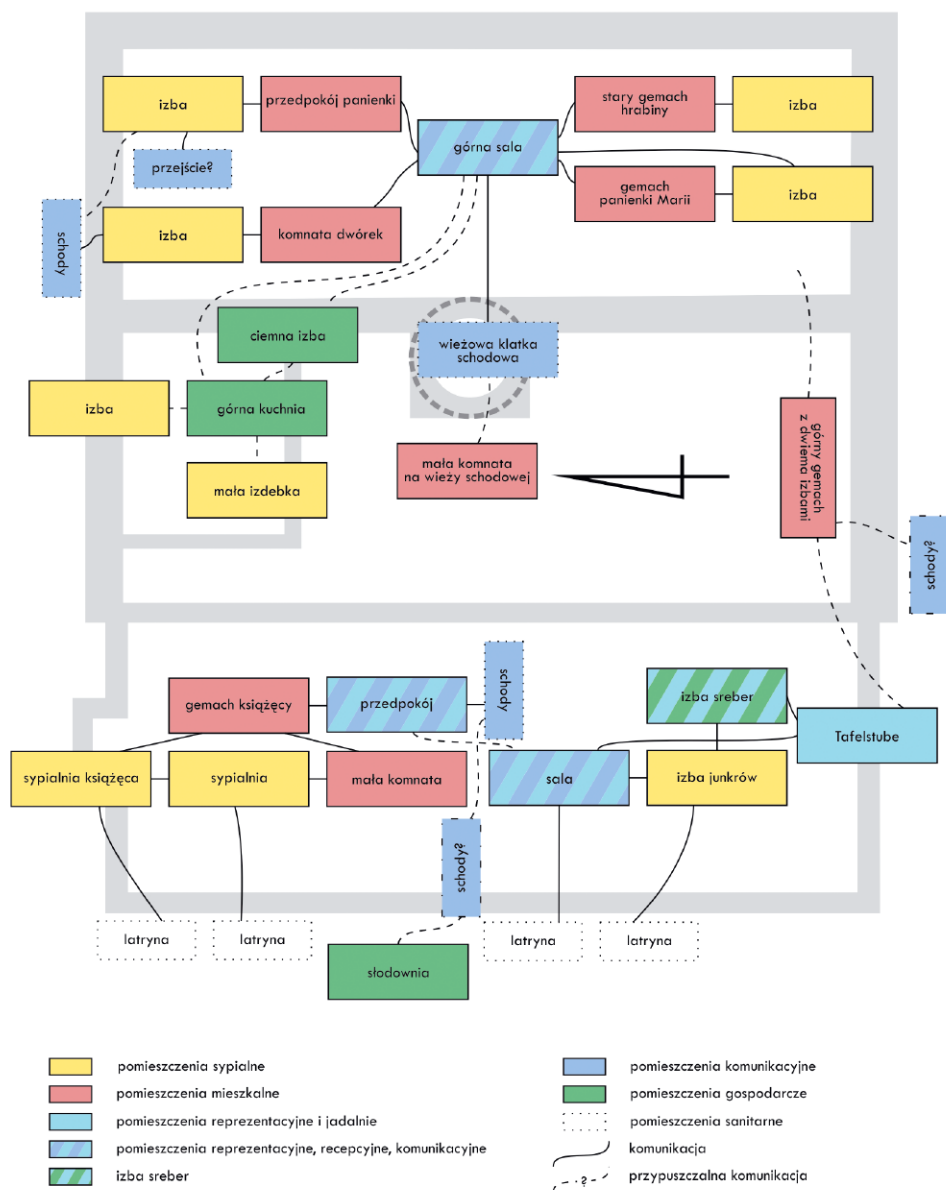 izba
przedpokój panienki
stary gemach
hrabiny
izba
górna sala
przejście?
gemach
panienki Marii
izba
schody
izba
komnata dwórek
ciemna izba
wieżowa klatka
schodowa
izba
górna kuchnia
mała izdebka
mała komnata
na wieży schodowej
górny gemach
z dwiema izbami
schody?
gemach książęcy
przedpokój
schody
izba sreber
Tafelstube
sypialnia książęca
sypialnia
mała komnata
sala
izba junkrów
schody?
latryna
latryna
latryna
latryna
słodownia
pomieszczenia sypialne
pomieszczenia mieszkalne
pomieszczenia reprezentacyjne i jadalnie
pomieszczenia reprezentacyjne, recepcyjne, komunikacyjne
izba sreber
pomieszczenia komunikacyjne
pomieszczenia gospodarcze
pomieszczenia sanitarne
komunikacja
? przypuszczalna komunikacja